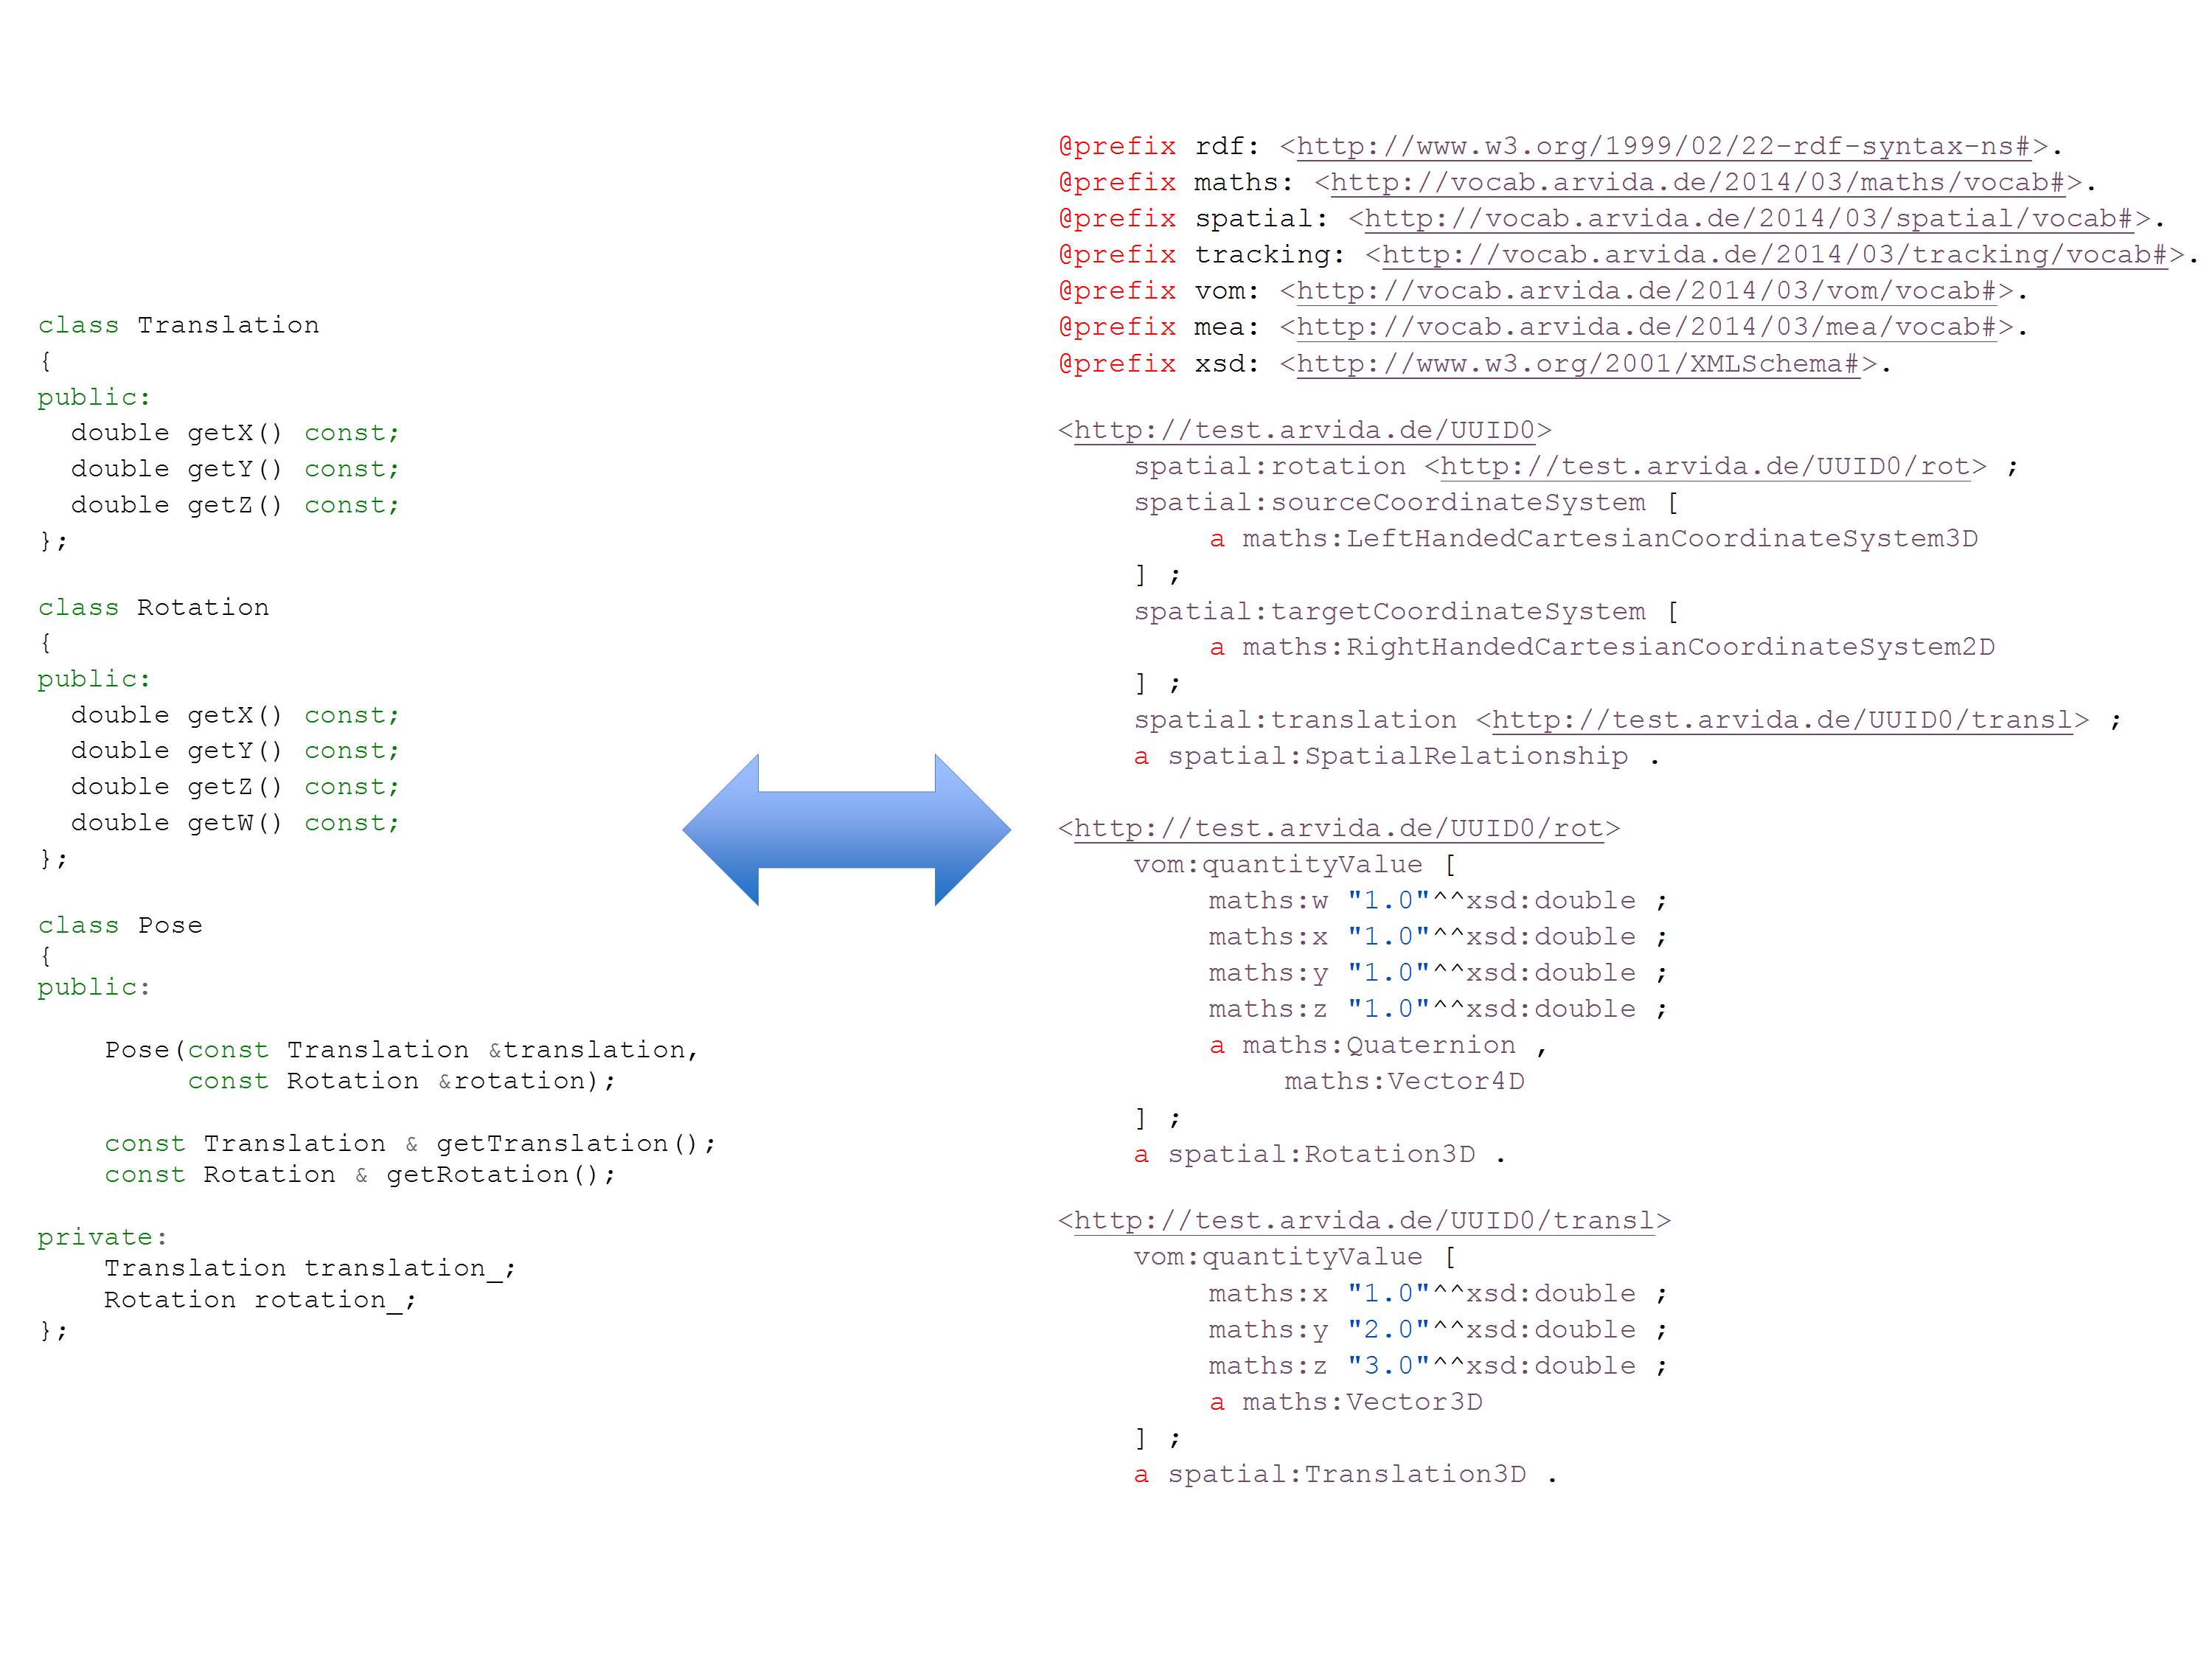 class Translation
{
public:
  double getX() const;
  double getY() const;
  double getZ() const;
};

class Rotation
{
public:
  double getX() const;
  double getY() const;
  double getZ() const;
  double getW() const;
};

class Pose
{
public:

    Pose(const Translation &translation,
         const Rotation &rotation);

    const Translation & getTranslation();
    const Rotation & getRotation();

private:
    Translation translation_;
    Rotation rotation_;
};

@prefix rdf: <http://www.w3.org/1999/02/22-rdf-syntax-ns#>.
@prefix maths: <http://vocab.arvida.de/2014/03/maths/vocab#>.
@prefix spatial: <http://vocab.arvida.de/2014/03/spatial/vocab#>.
@prefix tracking: <http://vocab.arvida.de/2014/03/tracking/vocab#>.
@prefix vom: <http://vocab.arvida.de/2014/03/vom/vocab#>.
@prefix mea: <http://vocab.arvida.de/2014/03/mea/vocab#>.
@prefix xsd: <http://www.w3.org/2001/XMLSchema#>.

<http://test.arvida.de/UUID0>
    spatial:rotation <http://test.arvida.de/UUID0/rot> ;
    spatial:sourceCoordinateSystem [
        a maths:LeftHandedCartesianCoordinateSystem3D
    ] ;
    spatial:targetCoordinateSystem [
        a maths:RightHandedCartesianCoordinateSystem2D
    ] ;
    spatial:translation <http://test.arvida.de/UUID0/transl> ;
    a spatial:SpatialRelationship .

<http://test.arvida.de/UUID0/rot>
    vom:quantityValue [
        maths:w "1.0"^^xsd:double ;
        maths:x "1.0"^^xsd:double ;
        maths:y "1.0"^^xsd:double ;
        maths:z "1.0"^^xsd:double ;
        a maths:Quaternion ,
            maths:Vector4D
    ] ;
    a spatial:Rotation3D .

<http://test.arvida.de/UUID0/transl>
    vom:quantityValue [
        maths:x "1.0"^^xsd:double ;
        maths:y "2.0"^^xsd:double ;
        maths:z "3.0"^^xsd:double ;
        a maths:Vector3D
    ] ;
    a spatial:Translation3D .